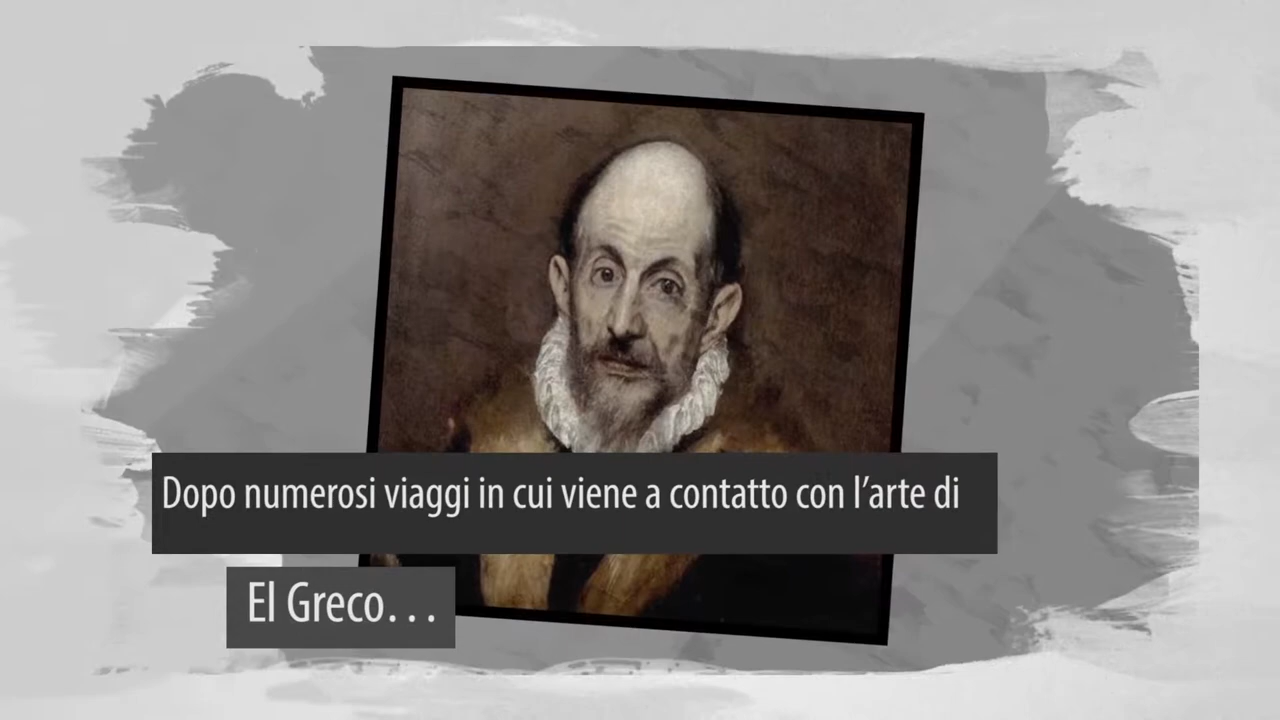 Dopo numerosi viaggi in cui viene a contatto con l’arte di
El Greco…